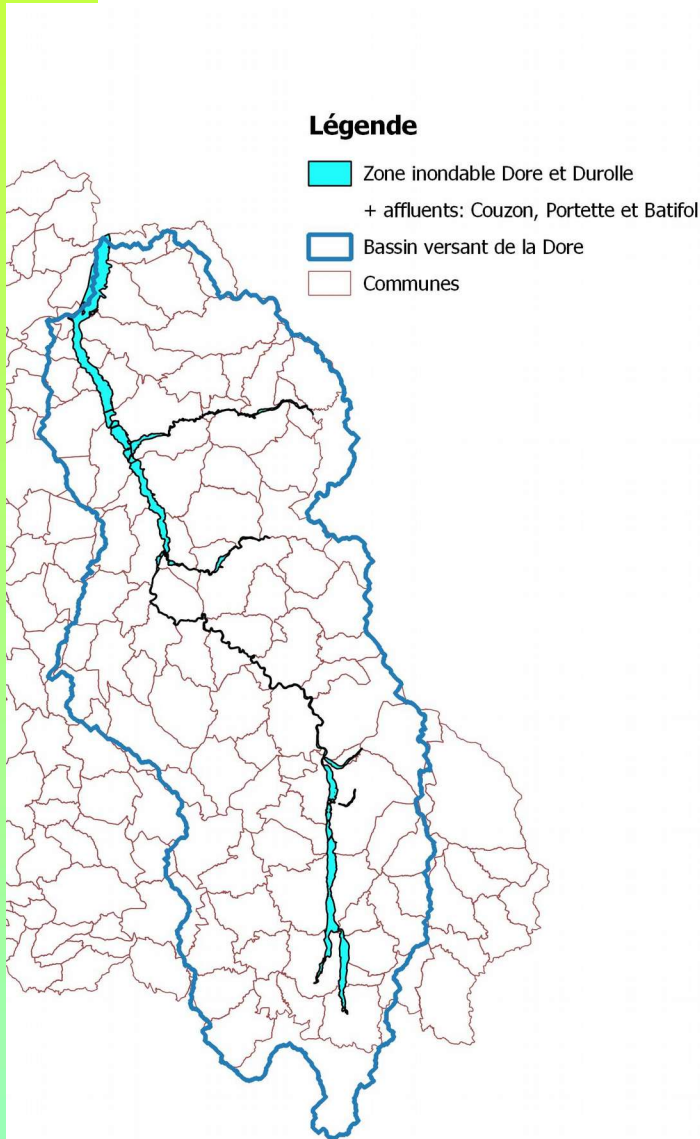 Légende
Zone inondable Dore et Durolle
+ affluents: Couzon, Portette et Batifol
Bassin versant de la Dore
Communes